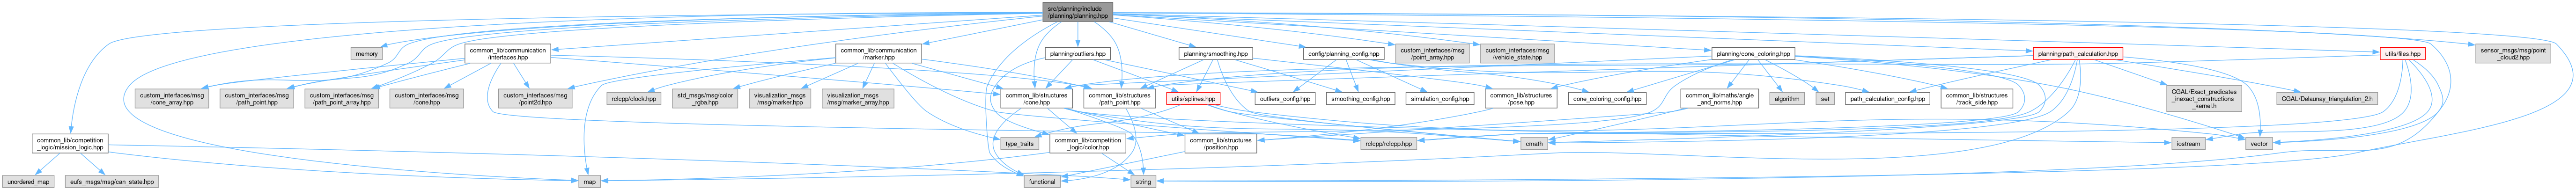 src/planning/include
/planning/planning.hpp
memory
common_lib/communication
/interfaces.hpp
common_lib/communication
/marker.hpp
planning/outliers.hpp
planning/smoothing.hpp
config/planning_config.hpp
custom_interfaces/msg
/point_array.hpp
custom_interfaces/msg
/vehicle_state.hpp
planning/cone_coloring.hpp
planning/path_calculation.hpp
utils/files.hpp
sensor_msgs/msg/point
_cloud2.hpp
custom_interfaces/msg
/cone_array.hpp
custom_interfaces/msg
/path_point.hpp
custom_interfaces/msg
/path_point_array.hpp
custom_interfaces/msg
/cone.hpp
custom_interfaces/msg
/point2d.hpp
rclcpp/clock.hpp
std_msgs/msg/color
_rgba.hpp
visualization_msgs
/msg/marker.hpp
visualization_msgs
/msg/marker_array.hpp
common_lib/structures
/cone.hpp
common_lib/structures
/path_point.hpp
utils/splines.hpp
outliers_config.hpp
smoothing_config.hpp
simulation_config.hpp
common_lib/structures
/pose.hpp
cone_coloring_config.hpp
common_lib/maths/angle
_and_norms.hpp
algorithm
set
path_calculation_config.hpp
common_lib/structures
/track_side.hpp
CGAL/Exact_predicates
_inexact_constructions
_kernel.h
CGAL/Delaunay_triangulation_2.h
common_lib/competition
_logic/mission_logic.hpp
type_traits
common_lib/competition
_logic/color.hpp
common_lib/structures
/position.hpp
rclcpp/rclcpp.hpp
cmath
iostream
vector
unordered_map
eufs_msgs/msg/can_state.hpp
map
functional
string